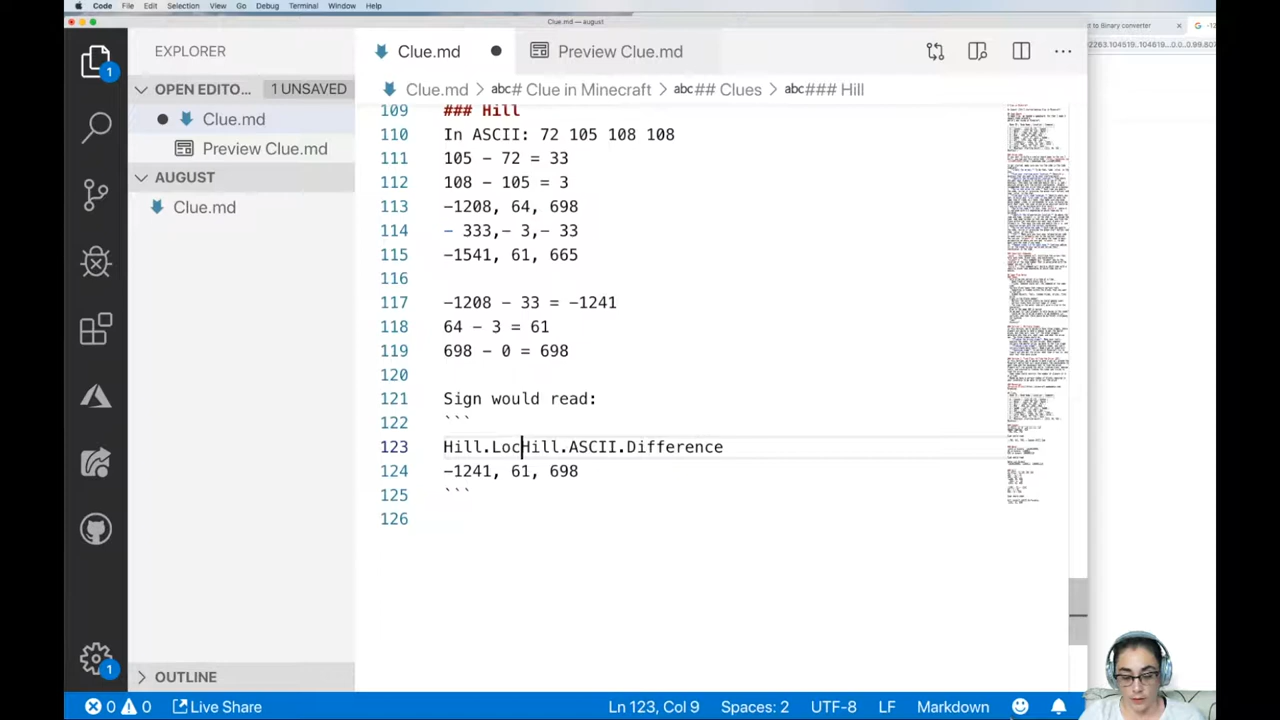 Code File Edit Selection View Go Debug Terminal Window Help
Clue.md — august
EXPLORER
OPEN EDITO... 1 UNSAVED
Clue.md
Preview Clue.md
AUGUST
Clue.md
OUTLINE
1
1
Clue.md Preview Clue.md
Clue.md > abc # Clue in Minecraft > abc ## Clues > abc ### Hill
109 ### Hill
110 In ASCII: 72 105 108 108
111 105 - 72 = 33
112 108 - 105 = 3
113 -1208, 64, 698
114 - 333,- 3,- 33
115 -1541, 61, 665
116
117 -1208 - 33 = -1241
118 64 - 3 = 61
119 698 - 0 = 698
120
121 Sign would read:
122 ```
123 Hill.LocHill.ASCII.Difference
124 -1241, 61, 698
125 ```
126
to Binary converter
0 0 Live Share Ln 123, Col 9 Spaces: 2 UTF-8 LF Markdown